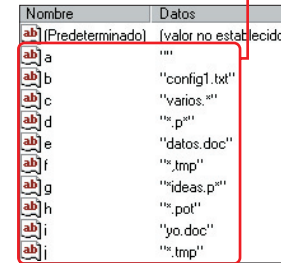 Nombre Datos
(Predeterminado) (valor no establecido
a ""
b "config1.txt"
c "varios.*"
d "*.p*"
e "datos.doc"
f "*,tmp"
g "*ideas.p*"
h "*.pot"
i "yo.doc"
j "*.tmp"